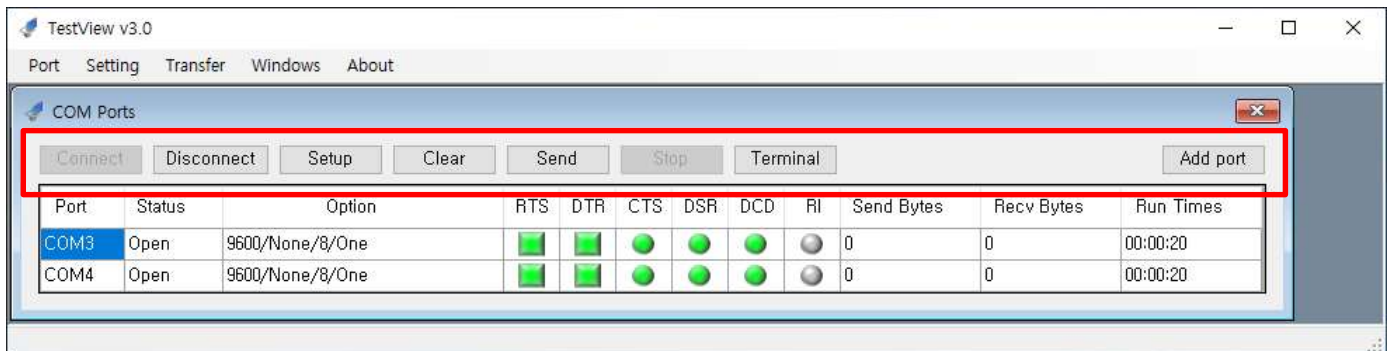 TestView v3.0
Port Setting Transfer Windows About
COM Ports
Connect Disconnect Setup Clear Send Stop Terminal Add port
Port Status Option RTS DTR CTS DSR DCD RI Send Bytes Recv Bytes Run Times
COM3 Open 9600/None/8/One 0 0 00:00:20
COM4 Open 9600/None/8/One 0 0 00:00:20